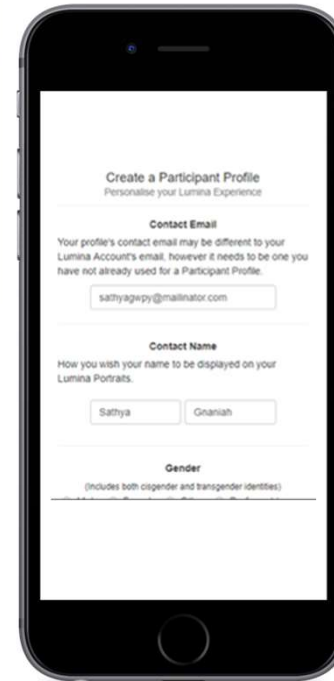 Create a Participant Profile
Personalise your Lumina Experience
Contact Email
Your profile's contact email may be different to your
Lumina Account's email, however it needs to be one you
have not already used for a Participant Profile.
sathyagwpy@mailinator.com
Contact Name
How you wish your name to be displayed on your
Lumina Portraits.
Sathya Gnaniah
Gender
(Includes both cisgender and transgender identities)